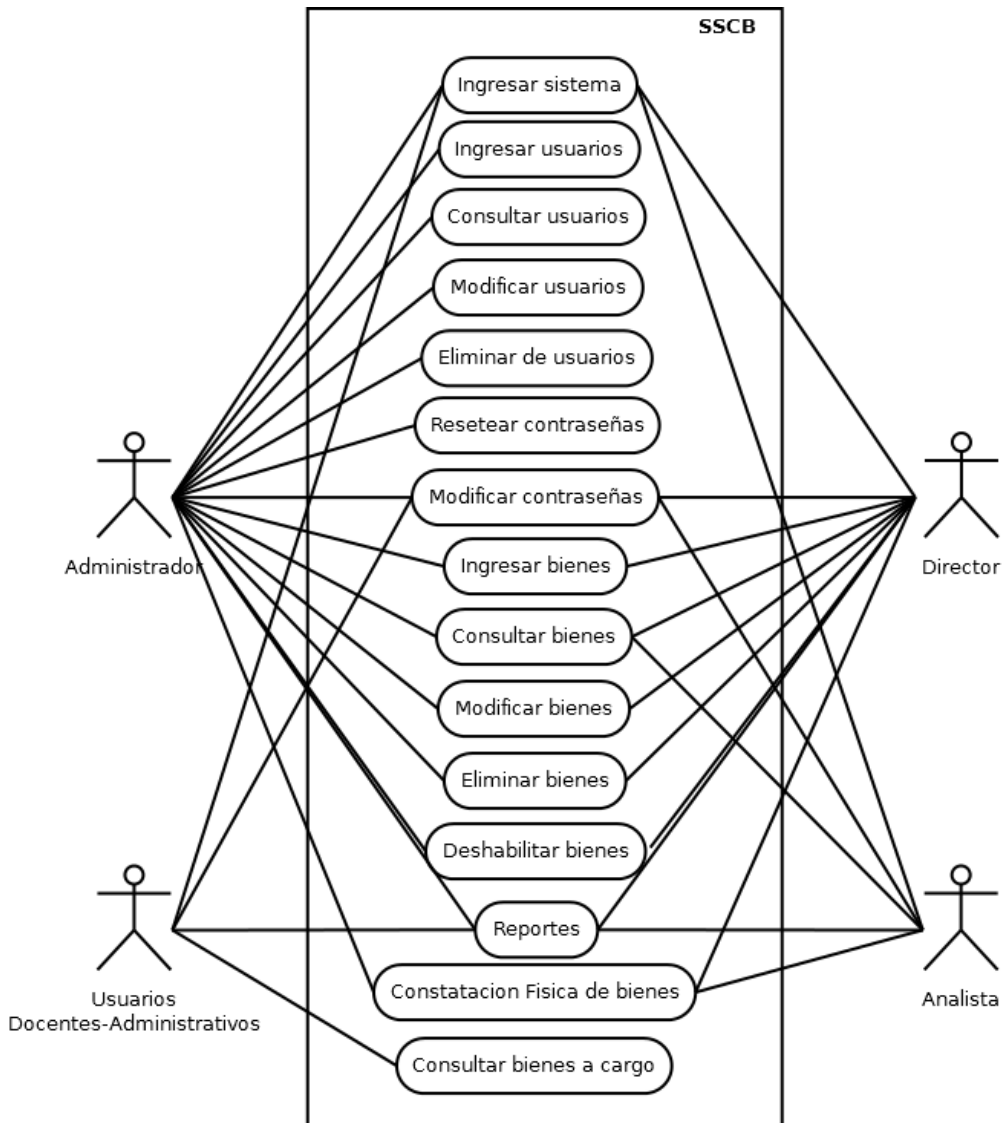 SSCB
Ingresar sistema
Ingresar usuarios
Consultar usuarios
Modificar usuarios
Eliminar de usuarios
Resetear contraseñas
Modificar contraseñas
Administrador
Ingresar bienes
Director
Consultar bienes
Modificar bienes
Eliminar bienes
Deshabilitar bienes
Reportes
Constatacion Fisica de bienes
Usuarios
Docentes-Administrativos
Analista
Consultar bienes a cargo